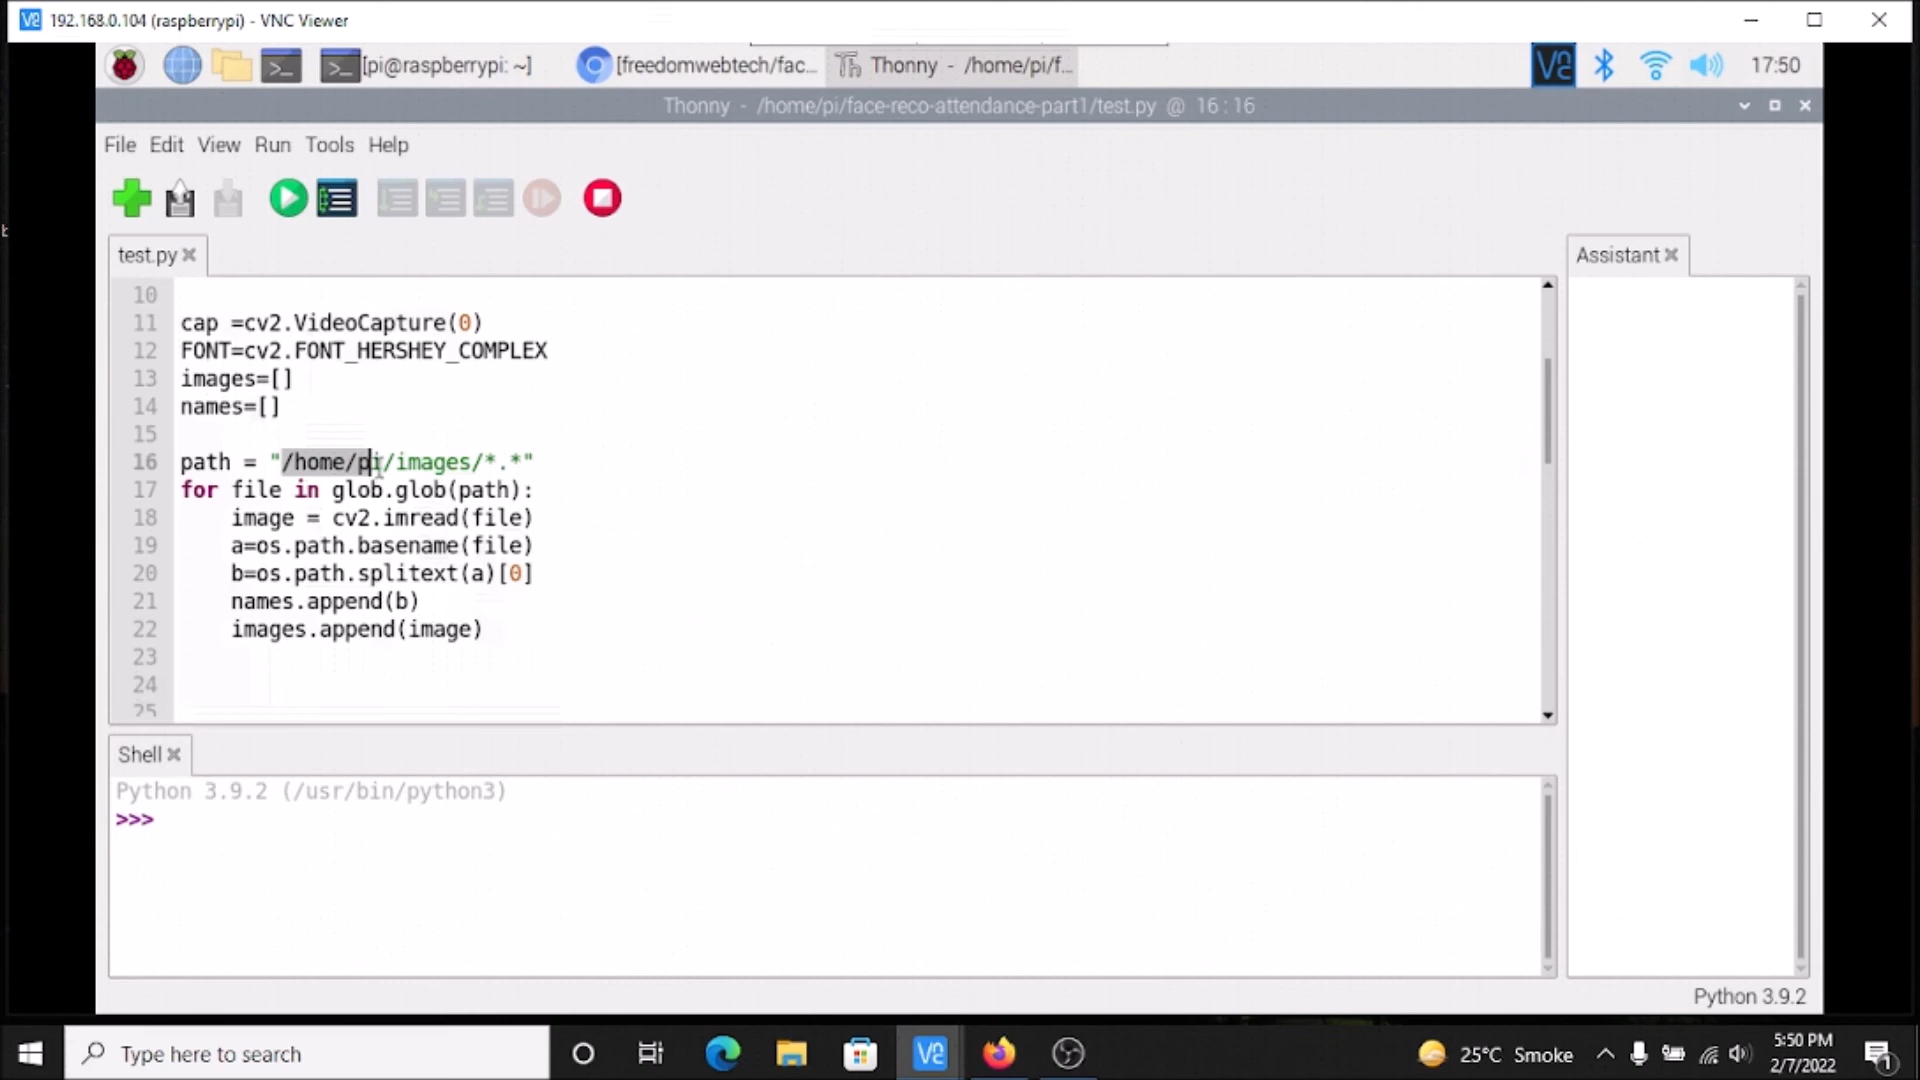 192.168.0.104 (raspberrypi) - VNC Viewer
[pi@raspberrypi: ~]
[freedomwebtech/fac...
Thonny - /home/pi/f...
17:50
Thonny - /home/pi/face-reco-attendance-part1/test.py @ 16:16
File Edit View Run Tools Help
test.py
Assistant
10
11 cap =cv2.VideoCapture(0)
12 FONT=cv2.FONT_HERSHEY_COMPLEX
13 images=[]
14 names=[]
15
16 path = "/home/pi/images/*.*"
17 for file in glob.glob(path):
18 image = cv2.imread(file)
19 a=os.path.basename(file)
20 b=os.path.splitext(a)[0]
21 names.append(b)
22 images.append(image)
23
24
25
Shell
Python 3.9.2 (/usr/bin/python3)
>>>
Python 3.9.2
Type here to search
25°C Smoke
5:50 PM
2/7/2022
1